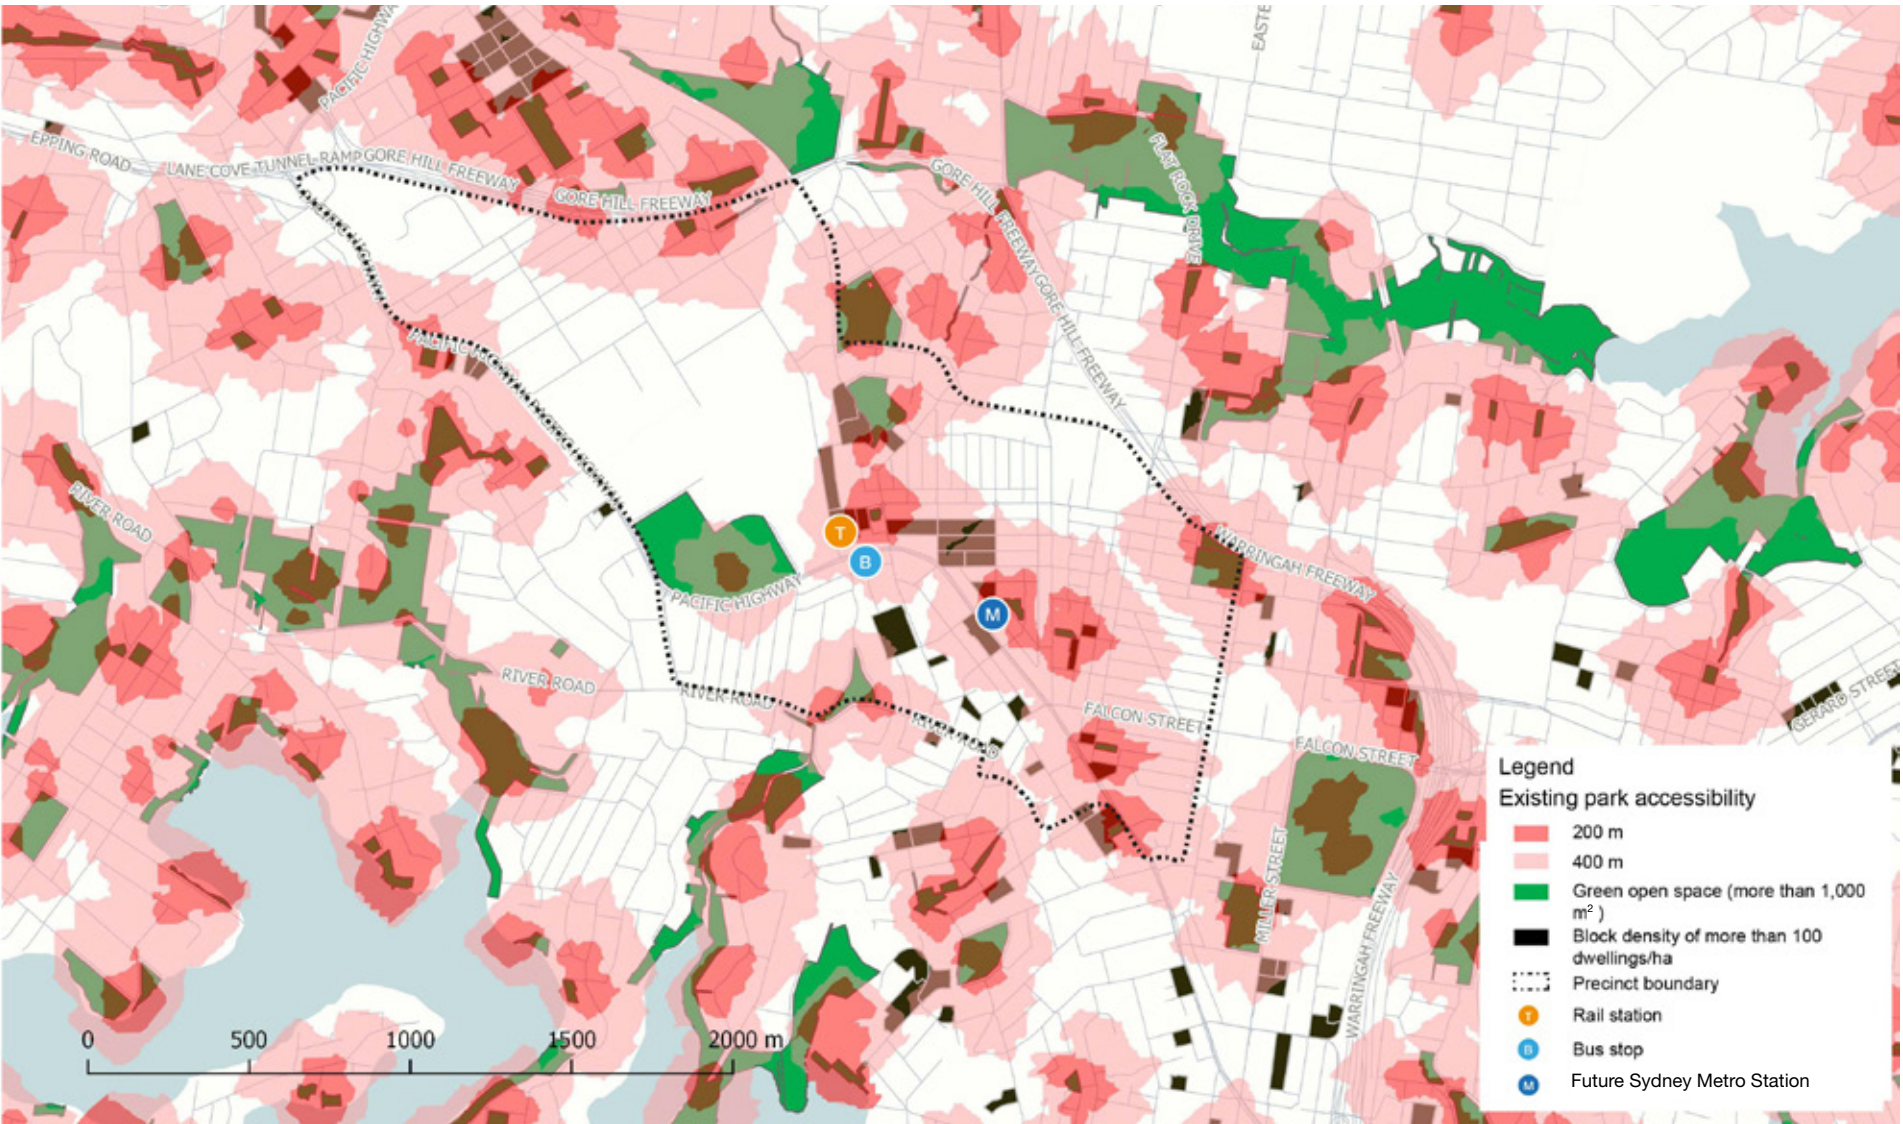 EASTE
PACIFIC HIGHWA
EPPING ROAD
LANE COVE TUNNEL RAMP
GORE HILL FREEWAY
GORE HILL FREEWAY
GORE HILL FREEWAY
GORE HILL FREEWAY
FLAT ROCK DRIVE
PACIFIC HIGHWAY
RIVER ROAD
WARRINGAH FREEWAY
T
B
M
PACIFIC HIGHWAY
RIVER ROAD
RIVER ROAD
RIVER ROAD
FALCON STREET
FALCON STREET
GERARD STREET
MILLER STREET
WARRINGAH FREEWAY
0 500 1000 1500 2000 m
Legend
Existing park accessibility
200 m
400 m
Green open space (more than 1,000
m² )
Block density of more than 100
dwellings/ha
Precinct boundary
T Rail station
B Bus stop
M Future Sydney Metro Station